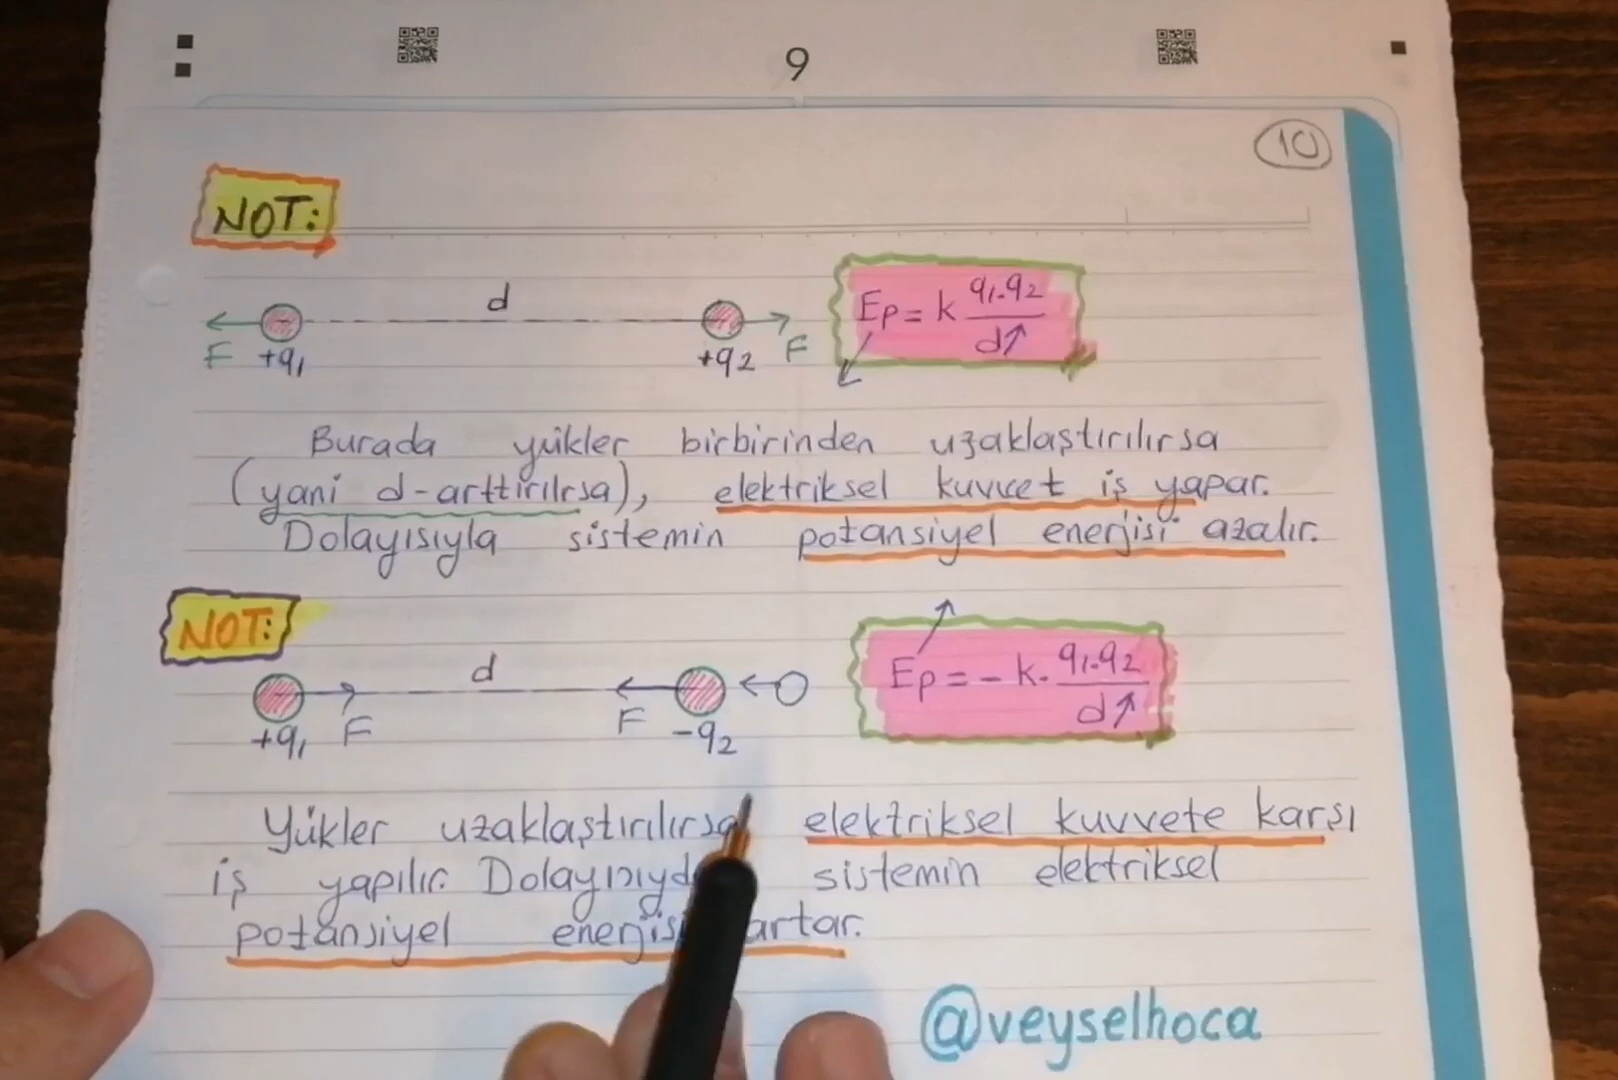 9
10
NOT:
d
F +q1 +q2 F
Ep = k q1.q2 / d↑
Burada yükler birbirinden uzaklaştırılırsa
(yani d-arttırılrsa), elektriksel kuvvet iş yapar.
Dolayısıyla sistemin potansiyel enerjisi azalır.
NOT:
d
+q1 F F -q2
Ep = - k. q1.q2 / d↑
Yükler uzaklaştırılırsa elektriksel kuvvete karşı
iş yapılır. sistemin elektriksel
potansiyel enerjisi artar.
@veyselhoca